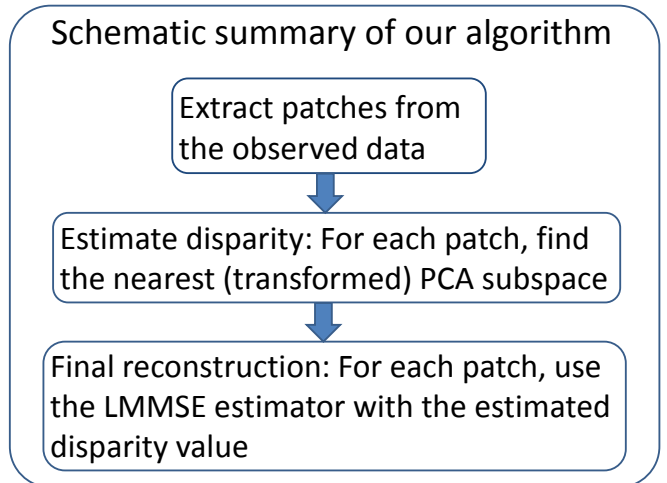 Schematic summary of our algorithm
Extract patches from
the observed data
Estimate disparity: For each patch, find
the nearest (transformed) PCA subspace
Final reconstruction: For each patch, use
the LMMSE estimator with the estimated
disparity value